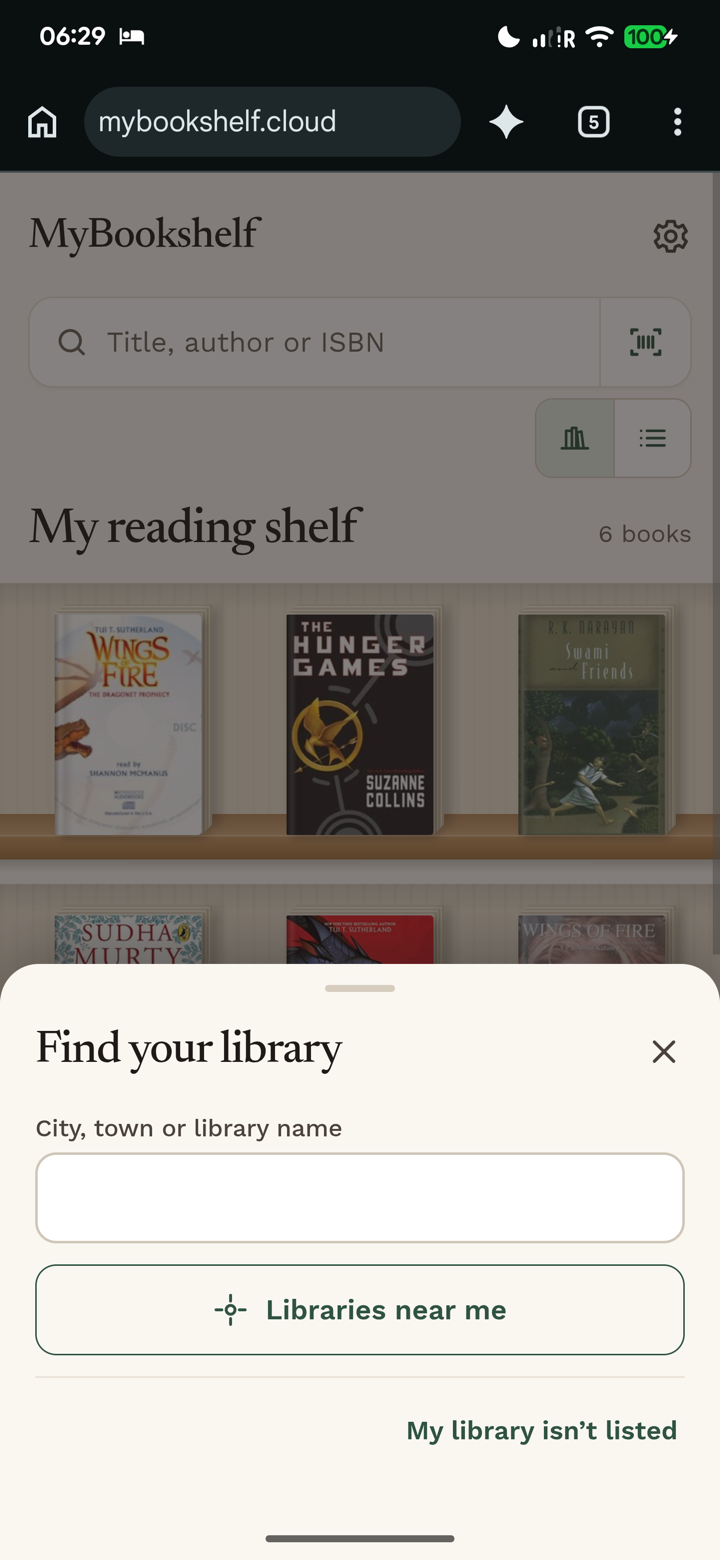 06:29
R
100
mybookshelf.cloud
5
MyBookshelf
Title, author or ISBN
My reading shelf
6 books
TUI T. SUTHERLAND
WINGS
FIRE
THE DRAGONET PROPHECY
DISC
read by
SHANNON MCMANUS
THE
HUNGER
GAMES
SUZANNE
COLLINS
R. K. NARAYAN
Swami
and
Friends
SUDHA
MURTY
TUI T. SUTHERLAND
WINGS OF FIRE
Find your library
City, town or library name
Libraries near me
My library isn’t listed